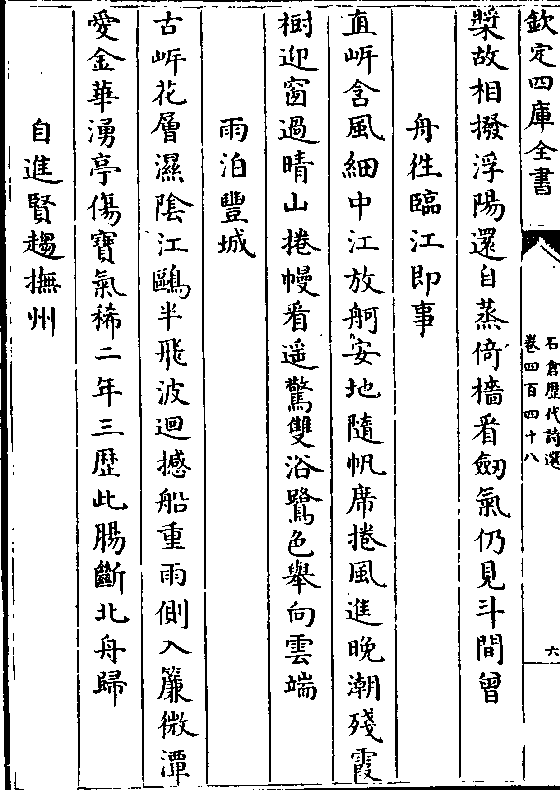 欽定四庫全書
石倉歷代詩選
卷四百四十八
六
槳故相撥浮陽還自蒸倚檣看劒氣仍見斗間曾
舟徃臨江即事
直岍含風細中江放舸安地隨帆席捲風進晚潮殘霞
樹迎窗過晴山捲幔看遥驚雙浴鷺色舉向雲端
雨泊豐城
古岍花層濕陰江鷗半飛波迴撼船重雨側入簾微潭
愛金華湧亭傷寶氣稀二年三歷此腸斷北舟歸
自進賢趨撫州